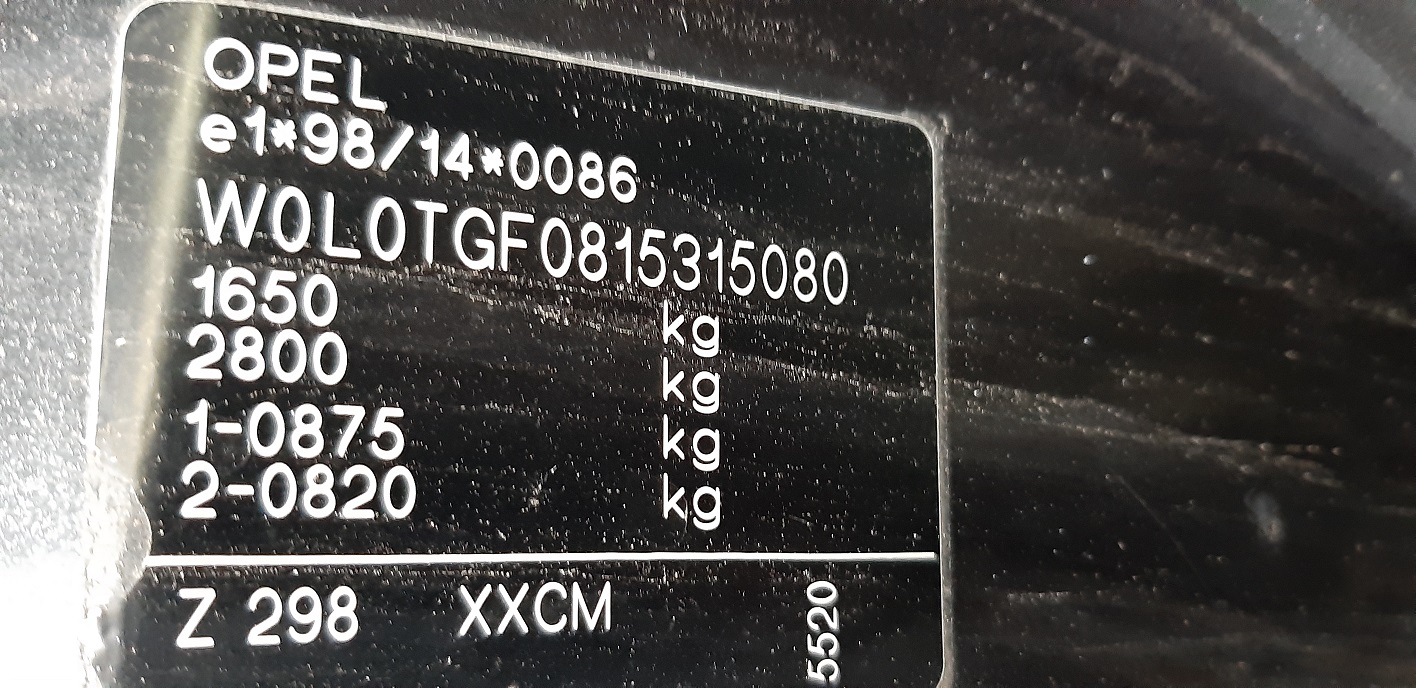 OPEL
e1*98/14*0086
W0L0TGF0815315080
1650 kg
2800 kg
1-0875 kg
2-0820 kg
Z 298 XXCM
5520